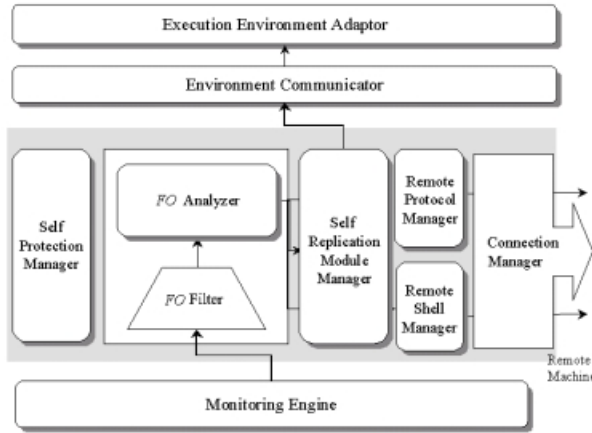 Execution Environment Adaptor
Environment Communicator
Self
Protection
Manager
FO Analyzer
FO Filter
Self
Replication
Module
Manager
Remote
Protocol
Manager
Remote
Shell
Manager
Connection
Manager
Remote
Machine
Monitoring Engine